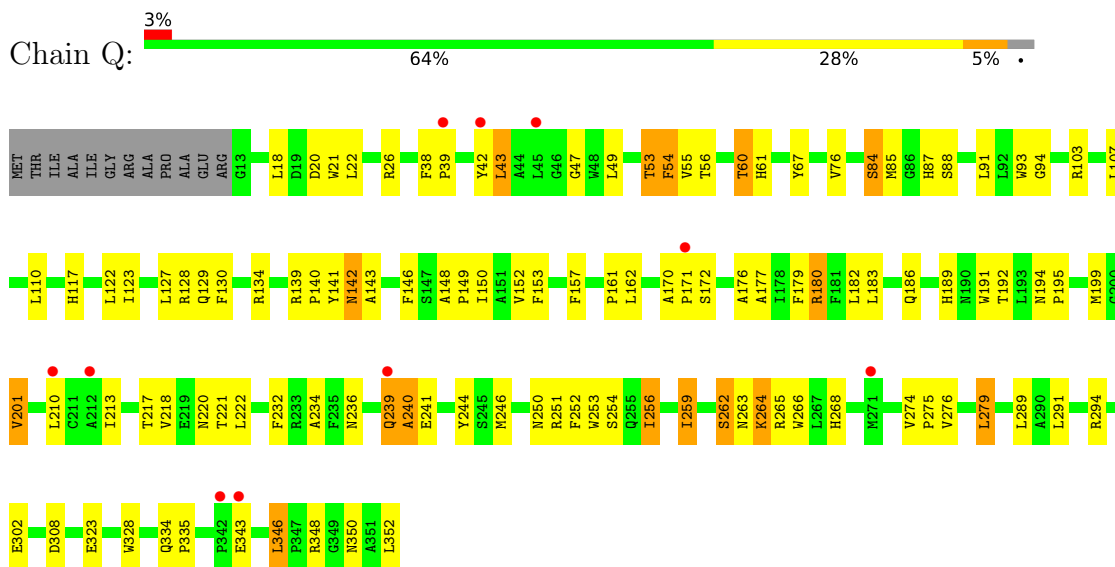 3%
Chain Q:
64% 28% 5% •
MET THR ILE ALA ILE GLY ARG ALA PRO ALA GLU ARG G13 L18 D19 D20 W21 L22 R26 F38 P39 Y42 L43 A44 L45 G46 G47 W48 L49 T53 F54 V55 T56 T60 H61 Y67 V76 S84 M85 G86 H87 S88 L91 L92 W93 G94 R103 L107
L110 H117 L122 I123 L127 R128 Q129 F130 R134 R139 P140 Y141 N142 A143 F146 S147 A148 P149 I150 A151 V152 F153 F157 P161 L162 A170 P171 S172 A176 A177 I178 F179 R180 F181 L182 L183 Q186 H189 N190 W191 T192 L193 N194 P195 M199 G200
V201 L210 C211 A212 I213 T217 V218 E219 N220 T221 L222 F232 R233 A234 F235 N236 Q239 A240 E241 Y244 S245 M246 N250 R251 F252 W253 S254 Q255 I256 I259 S262 N263 K264 R265 W266 L267 H268 M271 V274 P275 V276 L279 L289 A290 L291 R294
E302 D308 E323 W328 Q334 P335 P342 E343 L346 P347 R348 G349 N350 A351 L352